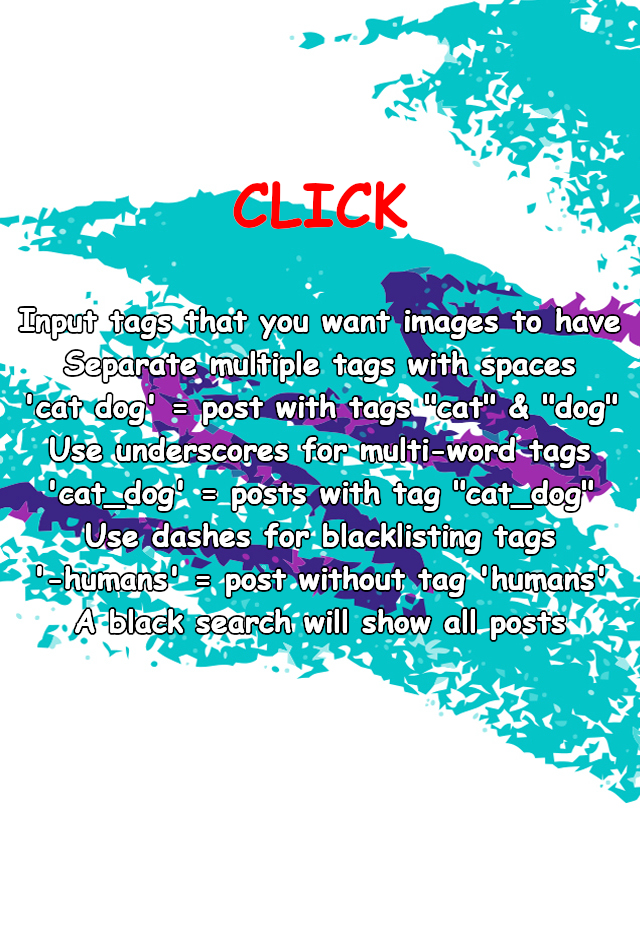 CLICK
Input tags that you want images to have
Separate multiple tags with spaces
'cat dog' = post with tags "cat" & "dog"
Use underscores for multi-word tags
'cat_dog' = posts with tag "cat_dog"
Use dashes for blacklisting tags
'-humans' = post without tag 'humans'
A black search will show all posts